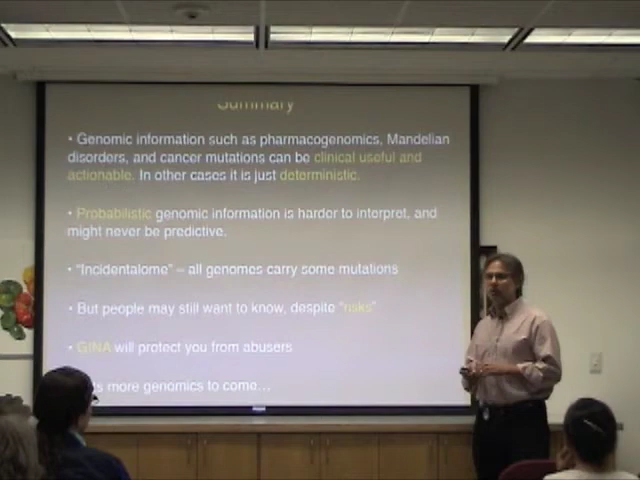 Summary
• Genomic information such as pharmacogenomics, Mandelian
disorders, and cancer mutations can be clinical useful and
actionable. In other cases it is just deterministic.
• Probabilistic genomic information is harder to interpret, and
might never be predictive.
• "Incidentalome" – all genomes carry some mutations
• But people may still want to know, despite "risks"
• GINA will protect you from abusers
more genomics to come…